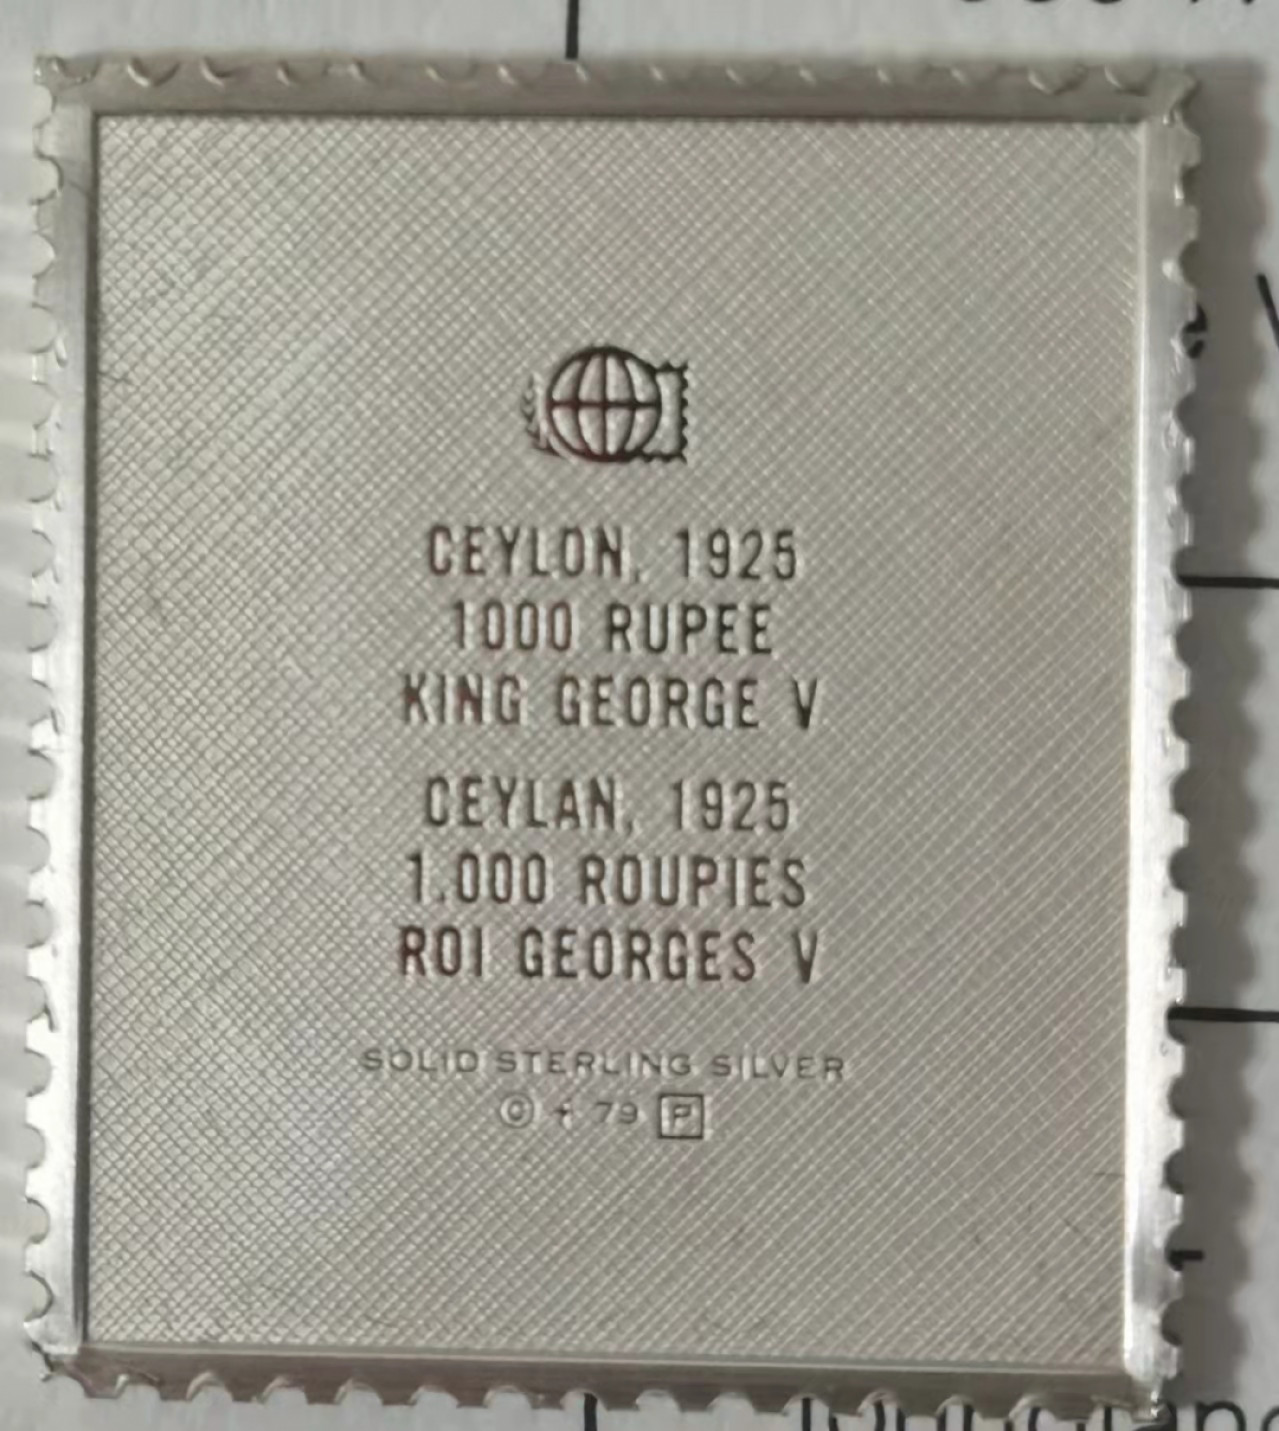 CEYLON, 1925
1000 RUPEE
KING GEORGE V
CEYLAN, 1925
1.000 ROUPIES
ROI GEORGES V
SOLID STERLING SILVER
© + 79 P